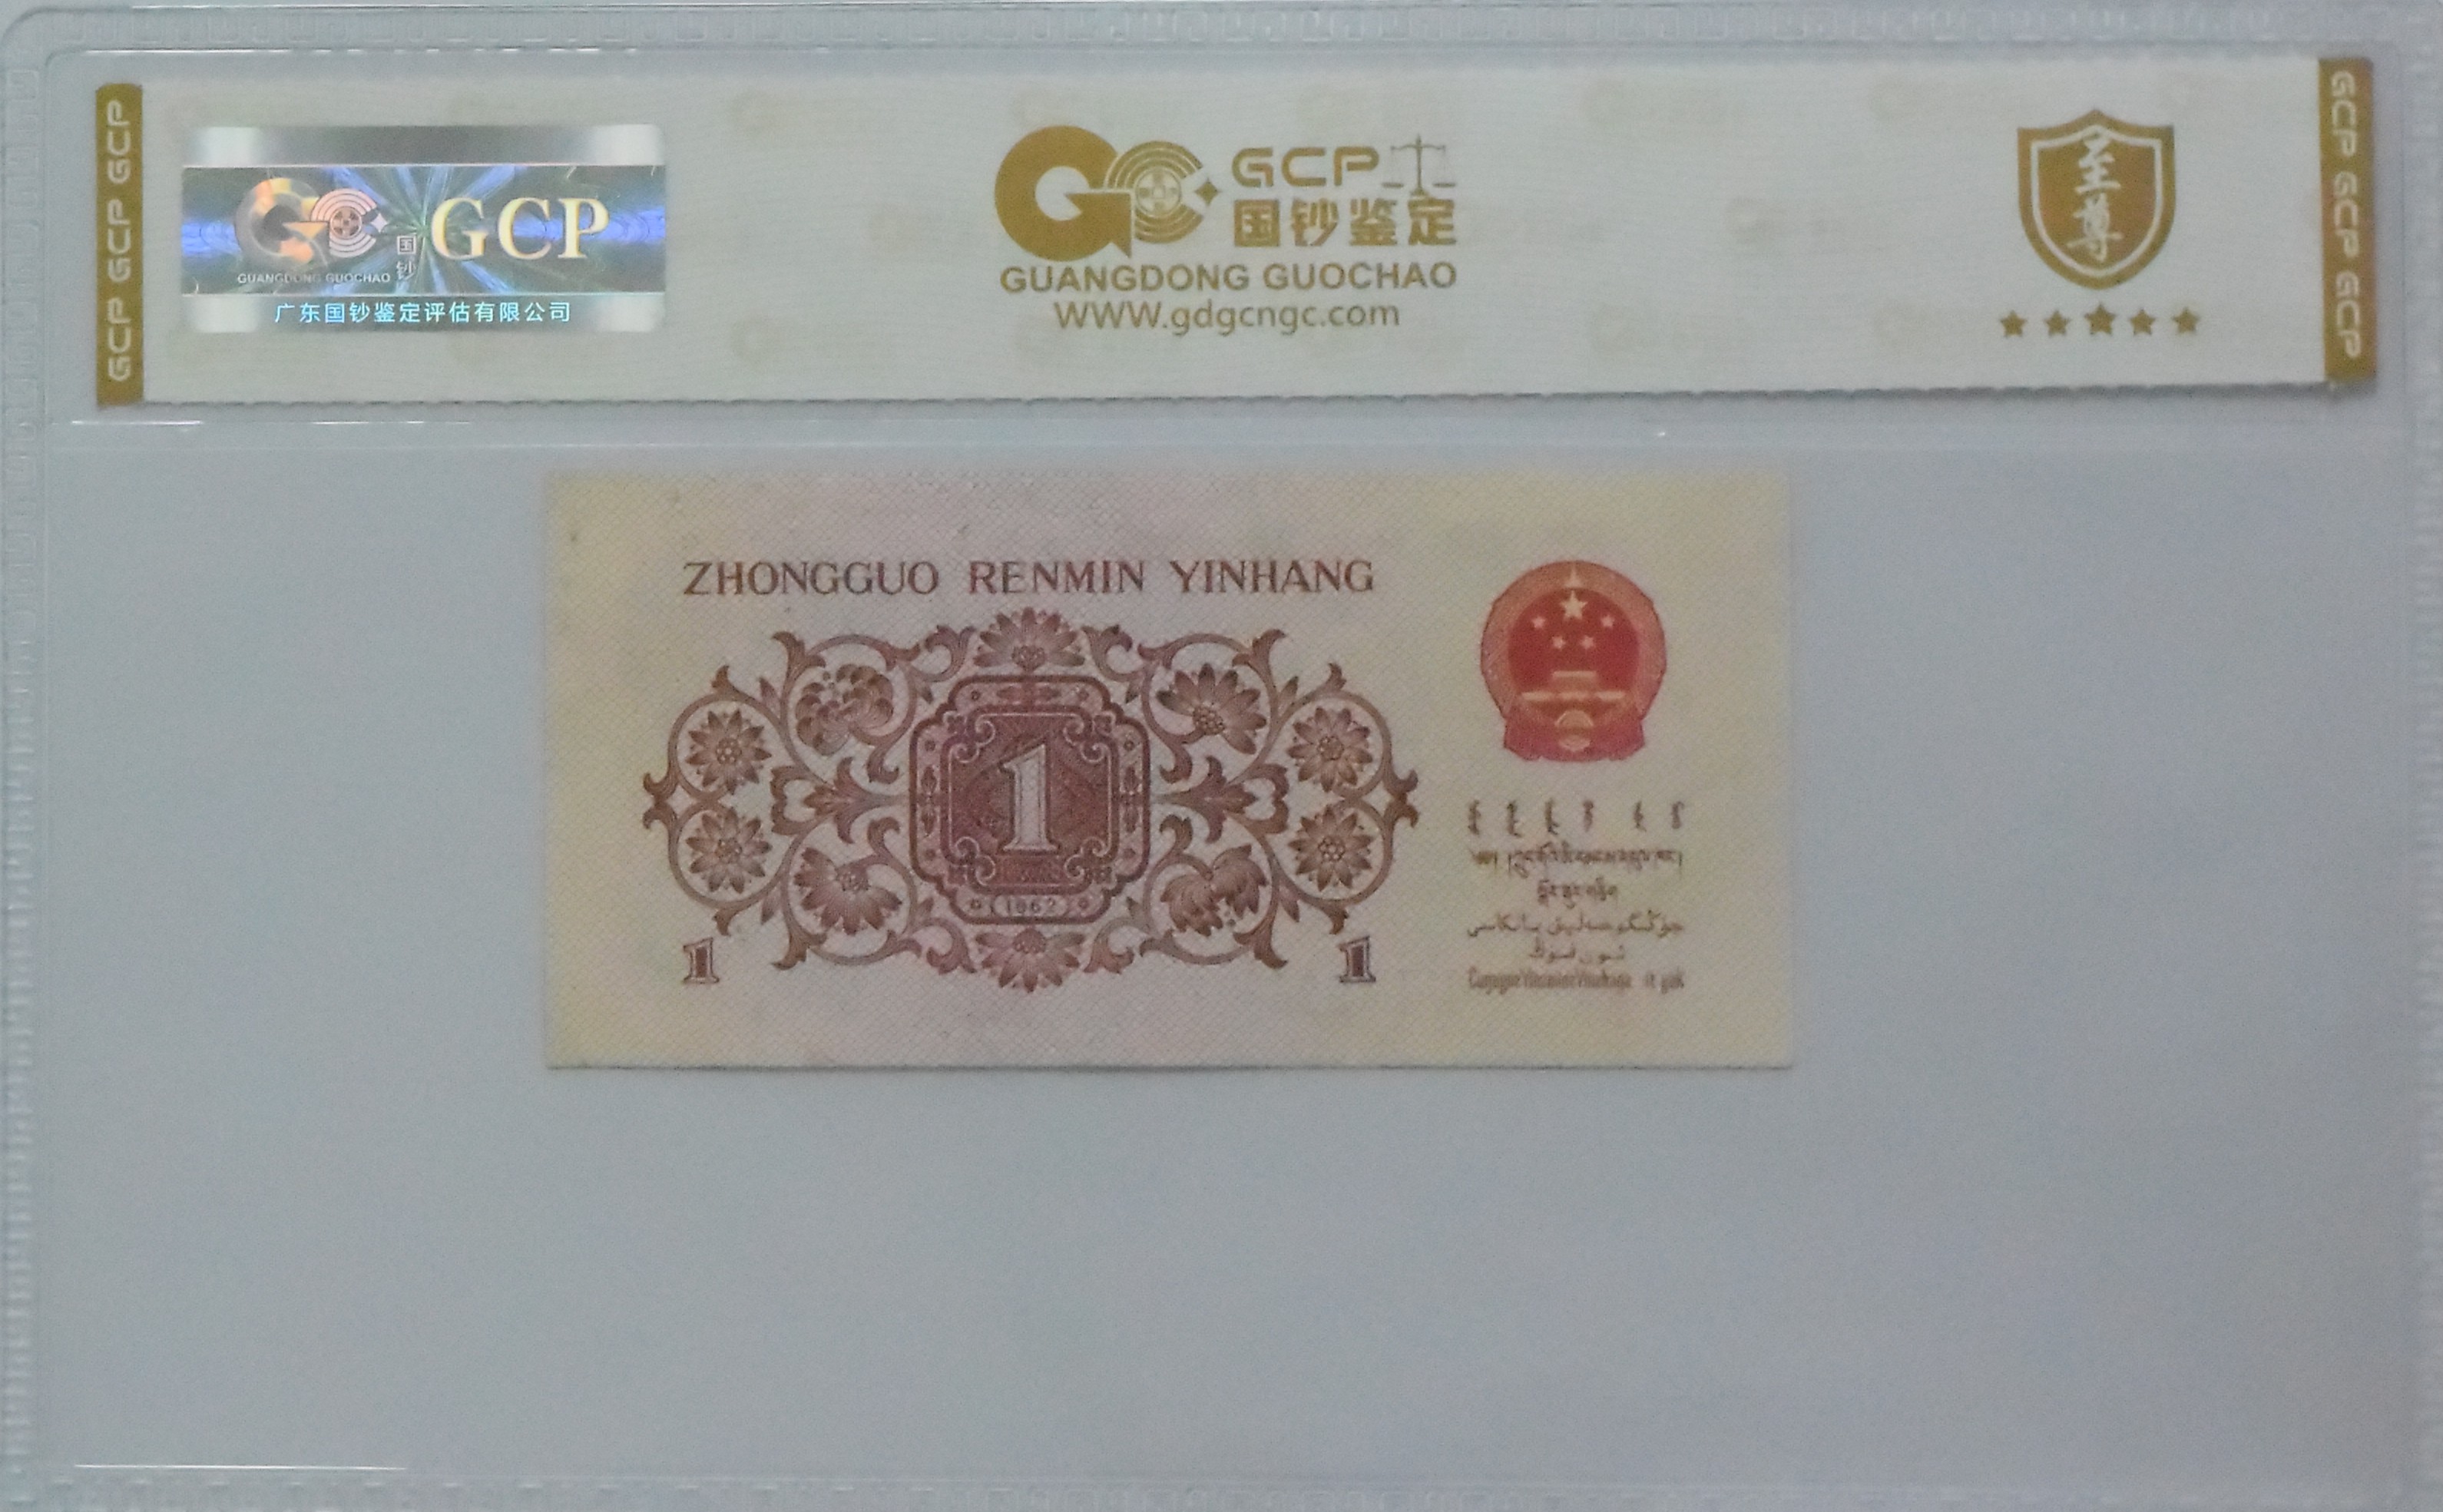 GCP GCP GCP
GCP
国钞
GUANGDONG GUOCHAO
广东国钞鉴定评估有限公司
GCP
国钞鉴定
GUANGDONG GUOCHAO
WWW.gdgcngc.com
至尊
GCP GCP GCP
ZHONGGUO RENMIN YINHANG
1
1962
1
1